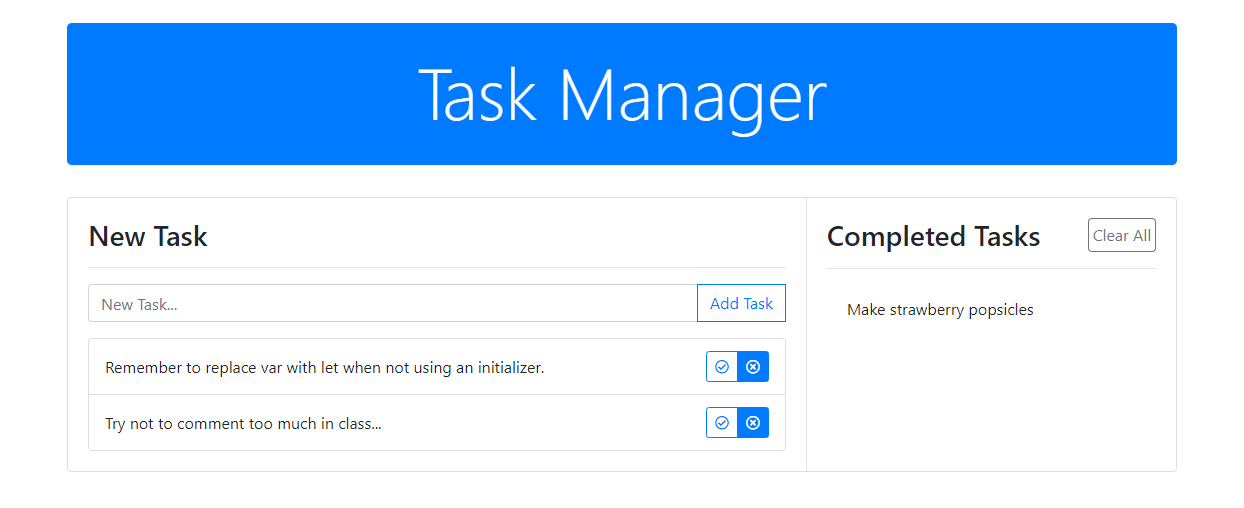 Task Manager
New Task
New Task...
Add Task
Remember to replace var with let when not using an initializer.
Try not to comment too much in class...
Completed Tasks
Clear All
Make strawberry popsicles